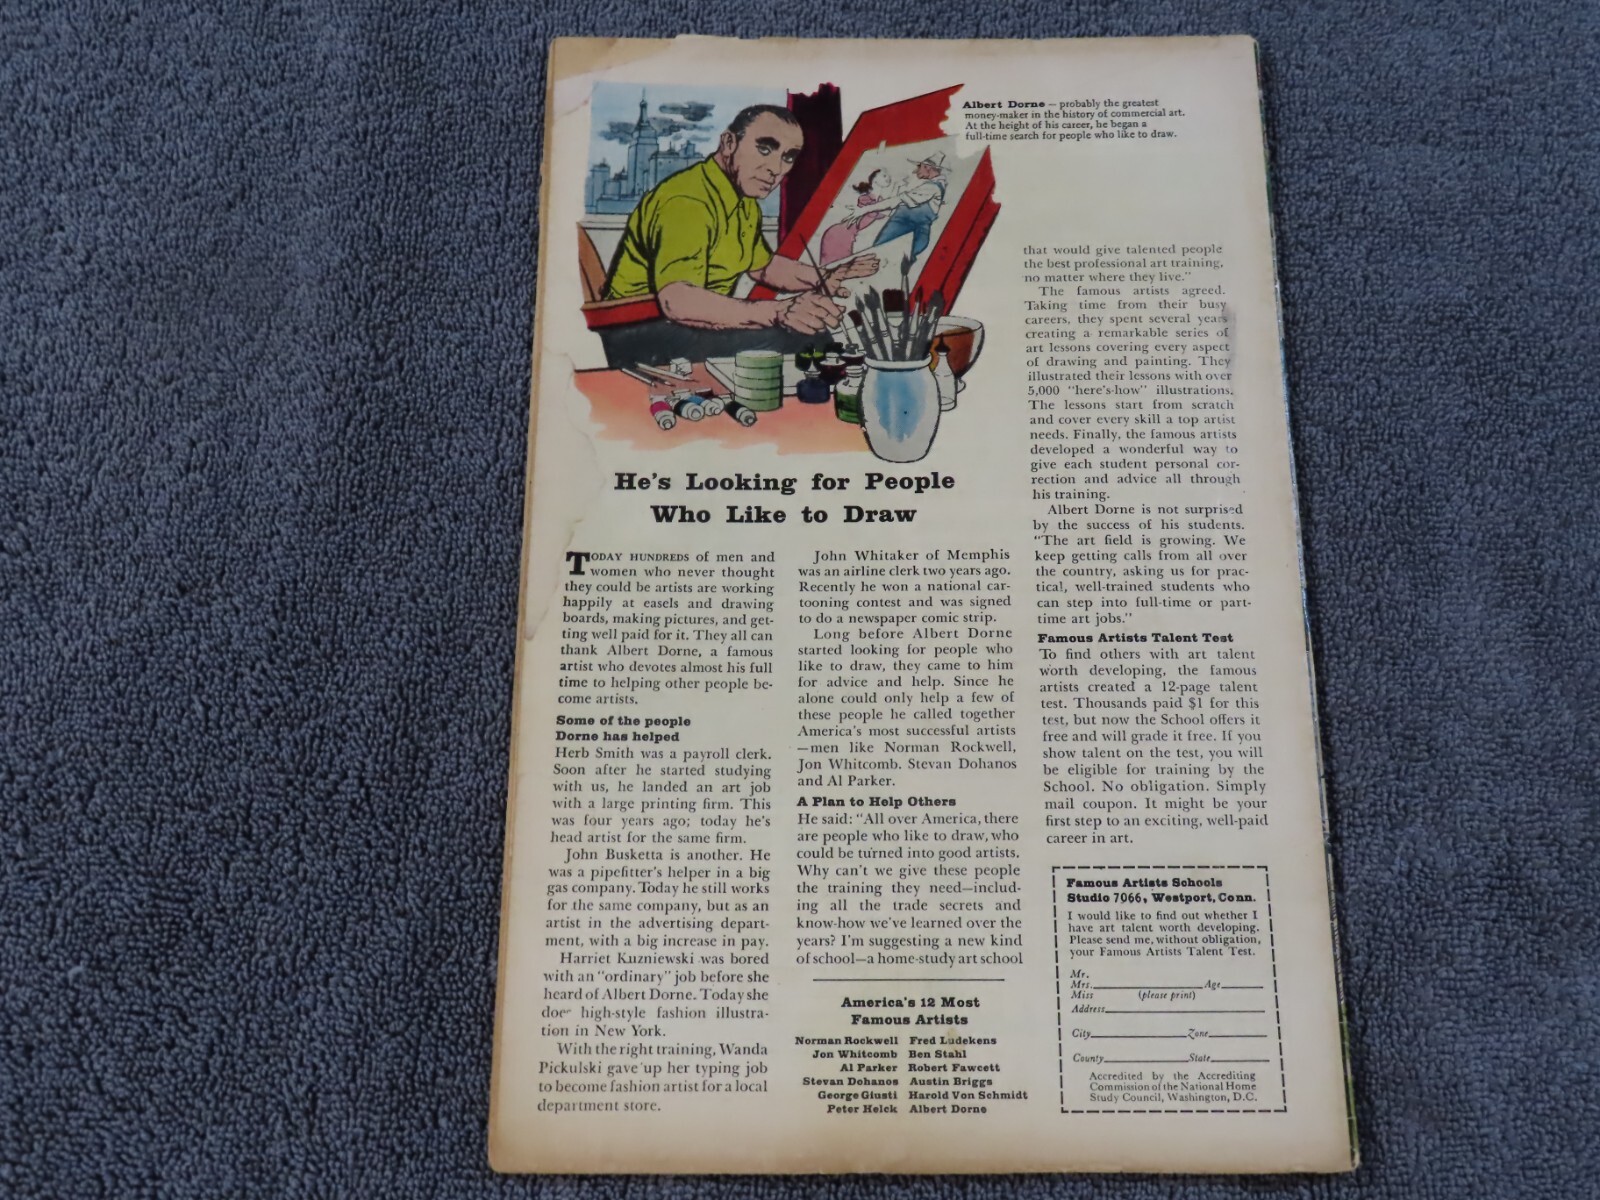 Albert Dorne — probably the greatest
money-maker in the history of commercial art.
At the height of his career, he began a
full-time search for people who like to draw.
He's Looking for People
Who Like to Draw
TODAY HUNDREDS of men and
women who never thought
they could be artists are working
happily at easels and drawing
boards, making pictures, and get-
ting well paid for it. They all can
thank Albert Dorne, a famous
artist who devotes almost his full
time to helping other people be-
come artists.
Some of the people
Dorne has helped
Herb Smith was a payroll clerk.
Soon after he started studying
with us, he landed an art job
with a large printing firm. This
was four years ago; today he's
head artist for the same firm.
John Busketta is another. He
was a pipefitter's helper in a big
gas company. Today he still works
for the same company, but as an
artist in the advertising depart-
ment, with a big increase in pay.
Harriet Kuzniewski was bored
with an "ordinary" job before she
heard of Albert Dorne. Today she
does high-style fashion illustra-
tion in New York.
With the right training, Wanda
Pickulski gave up her typing job
to become fashion artist for a local
department store.
John Whitaker of Memphis
was an airline clerk two years ago.
Recently he won a national car-
tooning contest and was signed
to do a newspaper comic strip.
Long before Albert Dorne
started looking for people who
like to draw, they came to him
for advice and help. Since he
alone could only help a few of
these people he called together
America's most successful artists
—men like Norman Rockwell,
Jon Whitcomb. Stevan Dohanos
and Al Parker.
A Plan to Help Others
He said: "All over America, there
are people who like to draw, who
could be turned into good artists.
Why can't we give these people
the training they need—includ-
ing all the trade secrets and
know-how we've learned over the
years? I'm suggesting a new kind
of school—a home-study art school
America's 12 Most
Famous Artists
Norman Rockwell Fred Ludekens
Jon Whitcomb Ben Stahl
Al Parker Robert Fawcett
Stevan Dohanos Austin Briggs
George Giusti Harold Von Schmidt
Peter Helck Albert Dorne
that would give talented people
the best professional art training,
no matter where they live."
The famous artists agreed.
Taking time from their busy
careers, they spent several years
creating a remarkable series of
art lessons covering every aspect
of drawing and painting. They
illustrated their lessons with over
5,000 "here's-how" illustrations.
The lessons start from scratch
and cover every skill a top artist
needs. Finally, the famous artists
developed a wonderful way to
give each student personal cor-
rection and advice all through
his training.
Albert Dorne is not surprised
by the success of his students.
"The art field is growing. We
keep getting calls from all over
the country, asking us for prac-
tical, well-trained students who
can step into full-time or part-
time art jobs."
Famous Artists Talent Test
To find others with art talent
worth developing, the famous
artists created a 12-page talent
test. Thousands paid $1 for this
test, but now the School offers it
free and will grade it free. If you
show talent on the test, you will
be eligible for training by the
School. No obligation. Simply
mail coupon. It might be your
first step to an exciting, well-paid
career in art.
Famous Artists Schools
Studio 7066, Westport, Conn.
I would like to find out whether I
have art talent worth developing.
Please send me, without obligation,
your Famous Artists Talent Test.
Mr.
Mrs. Age
Miss (please print)
Address
City Zone
County State
Accredited by the Accrediting
Commission of the National Home
Study Council, Washington, D.C.